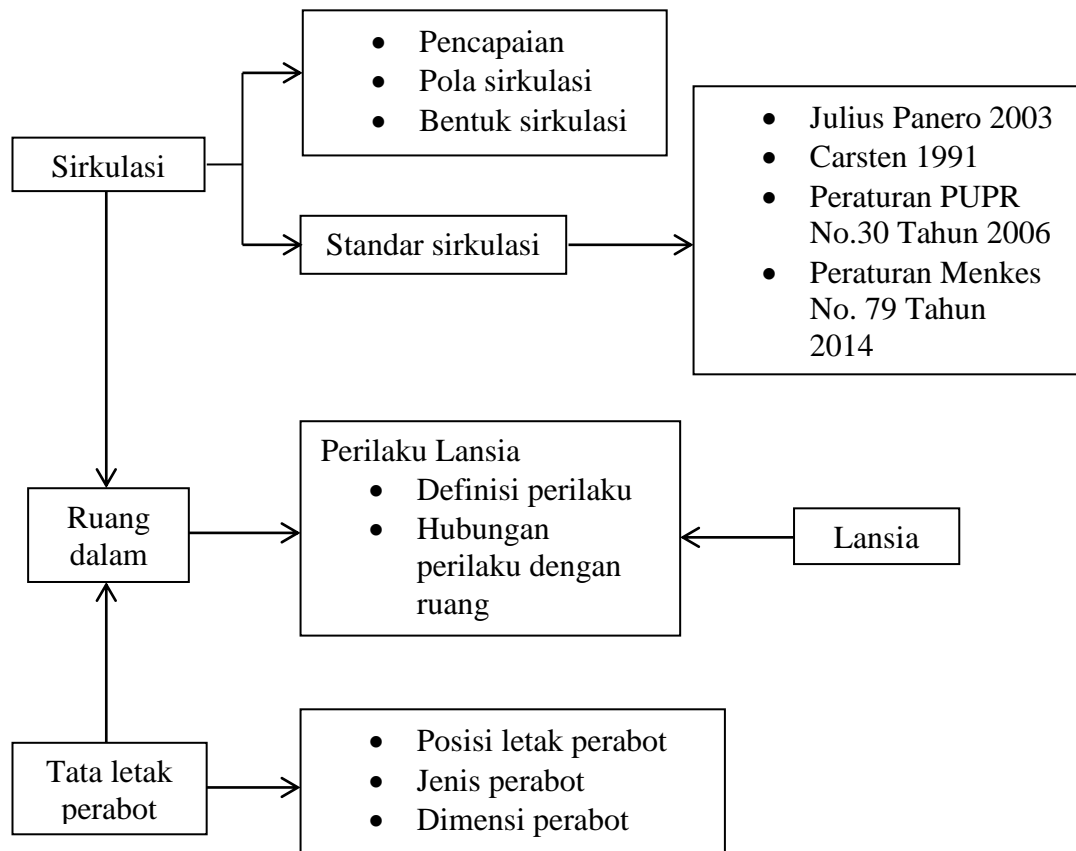 • Pencapaian
• Pola sirkulasi
• Bentuk sirkulasi
Sirkulasi
Standar sirkulasi
• Julius Panero 2003
• Carsten 1991
• Peraturan PUPR
No.30 Tahun 2006
• Peraturan Menkes
No. 79 Tahun
2014
Ruang
dalam
Perilaku Lansia
• Definisi perilaku
• Hubungan
perilaku dengan
ruang
Lansia
Tata letak
perabot
• Posisi letak perabot
• Jenis perabot
• Dimensi perabot